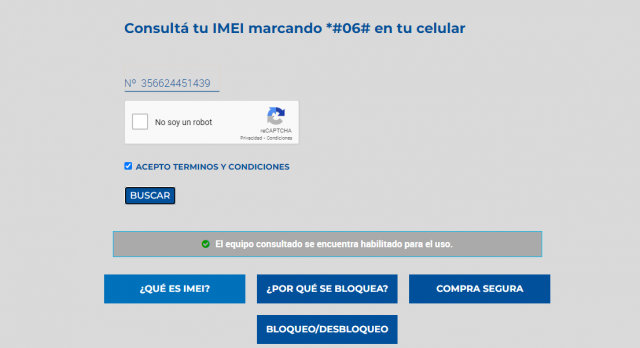 Consultá tu IMEI marcando *#06# en tu celular
Nº 356624451439
No soy un robot
reCAPTCHA
Privacidad - Condiciones
ACEPTO TERMINOS Y CONDICIONES
BUSCAR
El equipo consultado se encuentra habilitado para el uso.
¿QUÉ ES IMEI?
¿POR QUÉ SE BLOQUEA?
COMPRA SEGURA
BLOQUEO/DESBLOQUEO